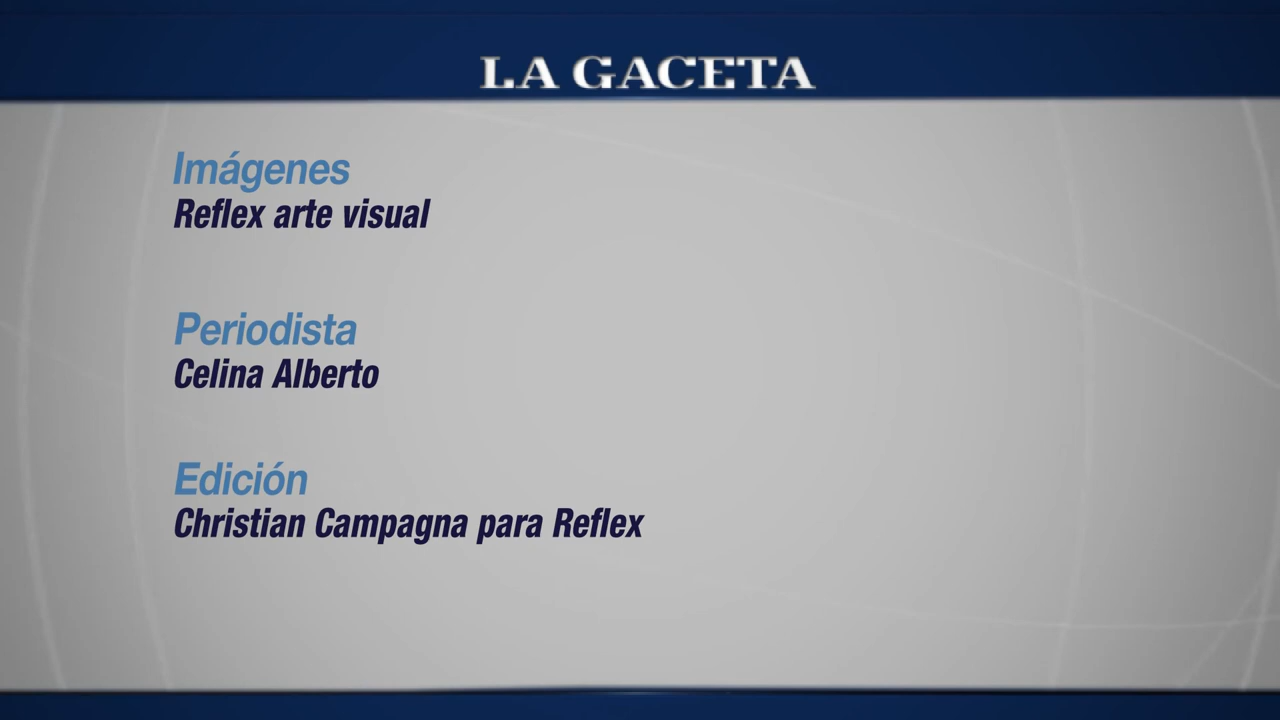 LA GACETA
Imágenes
Reflex arte visual
Periodista
Celina Alberto
Edición
Christian Campagna para Reflex